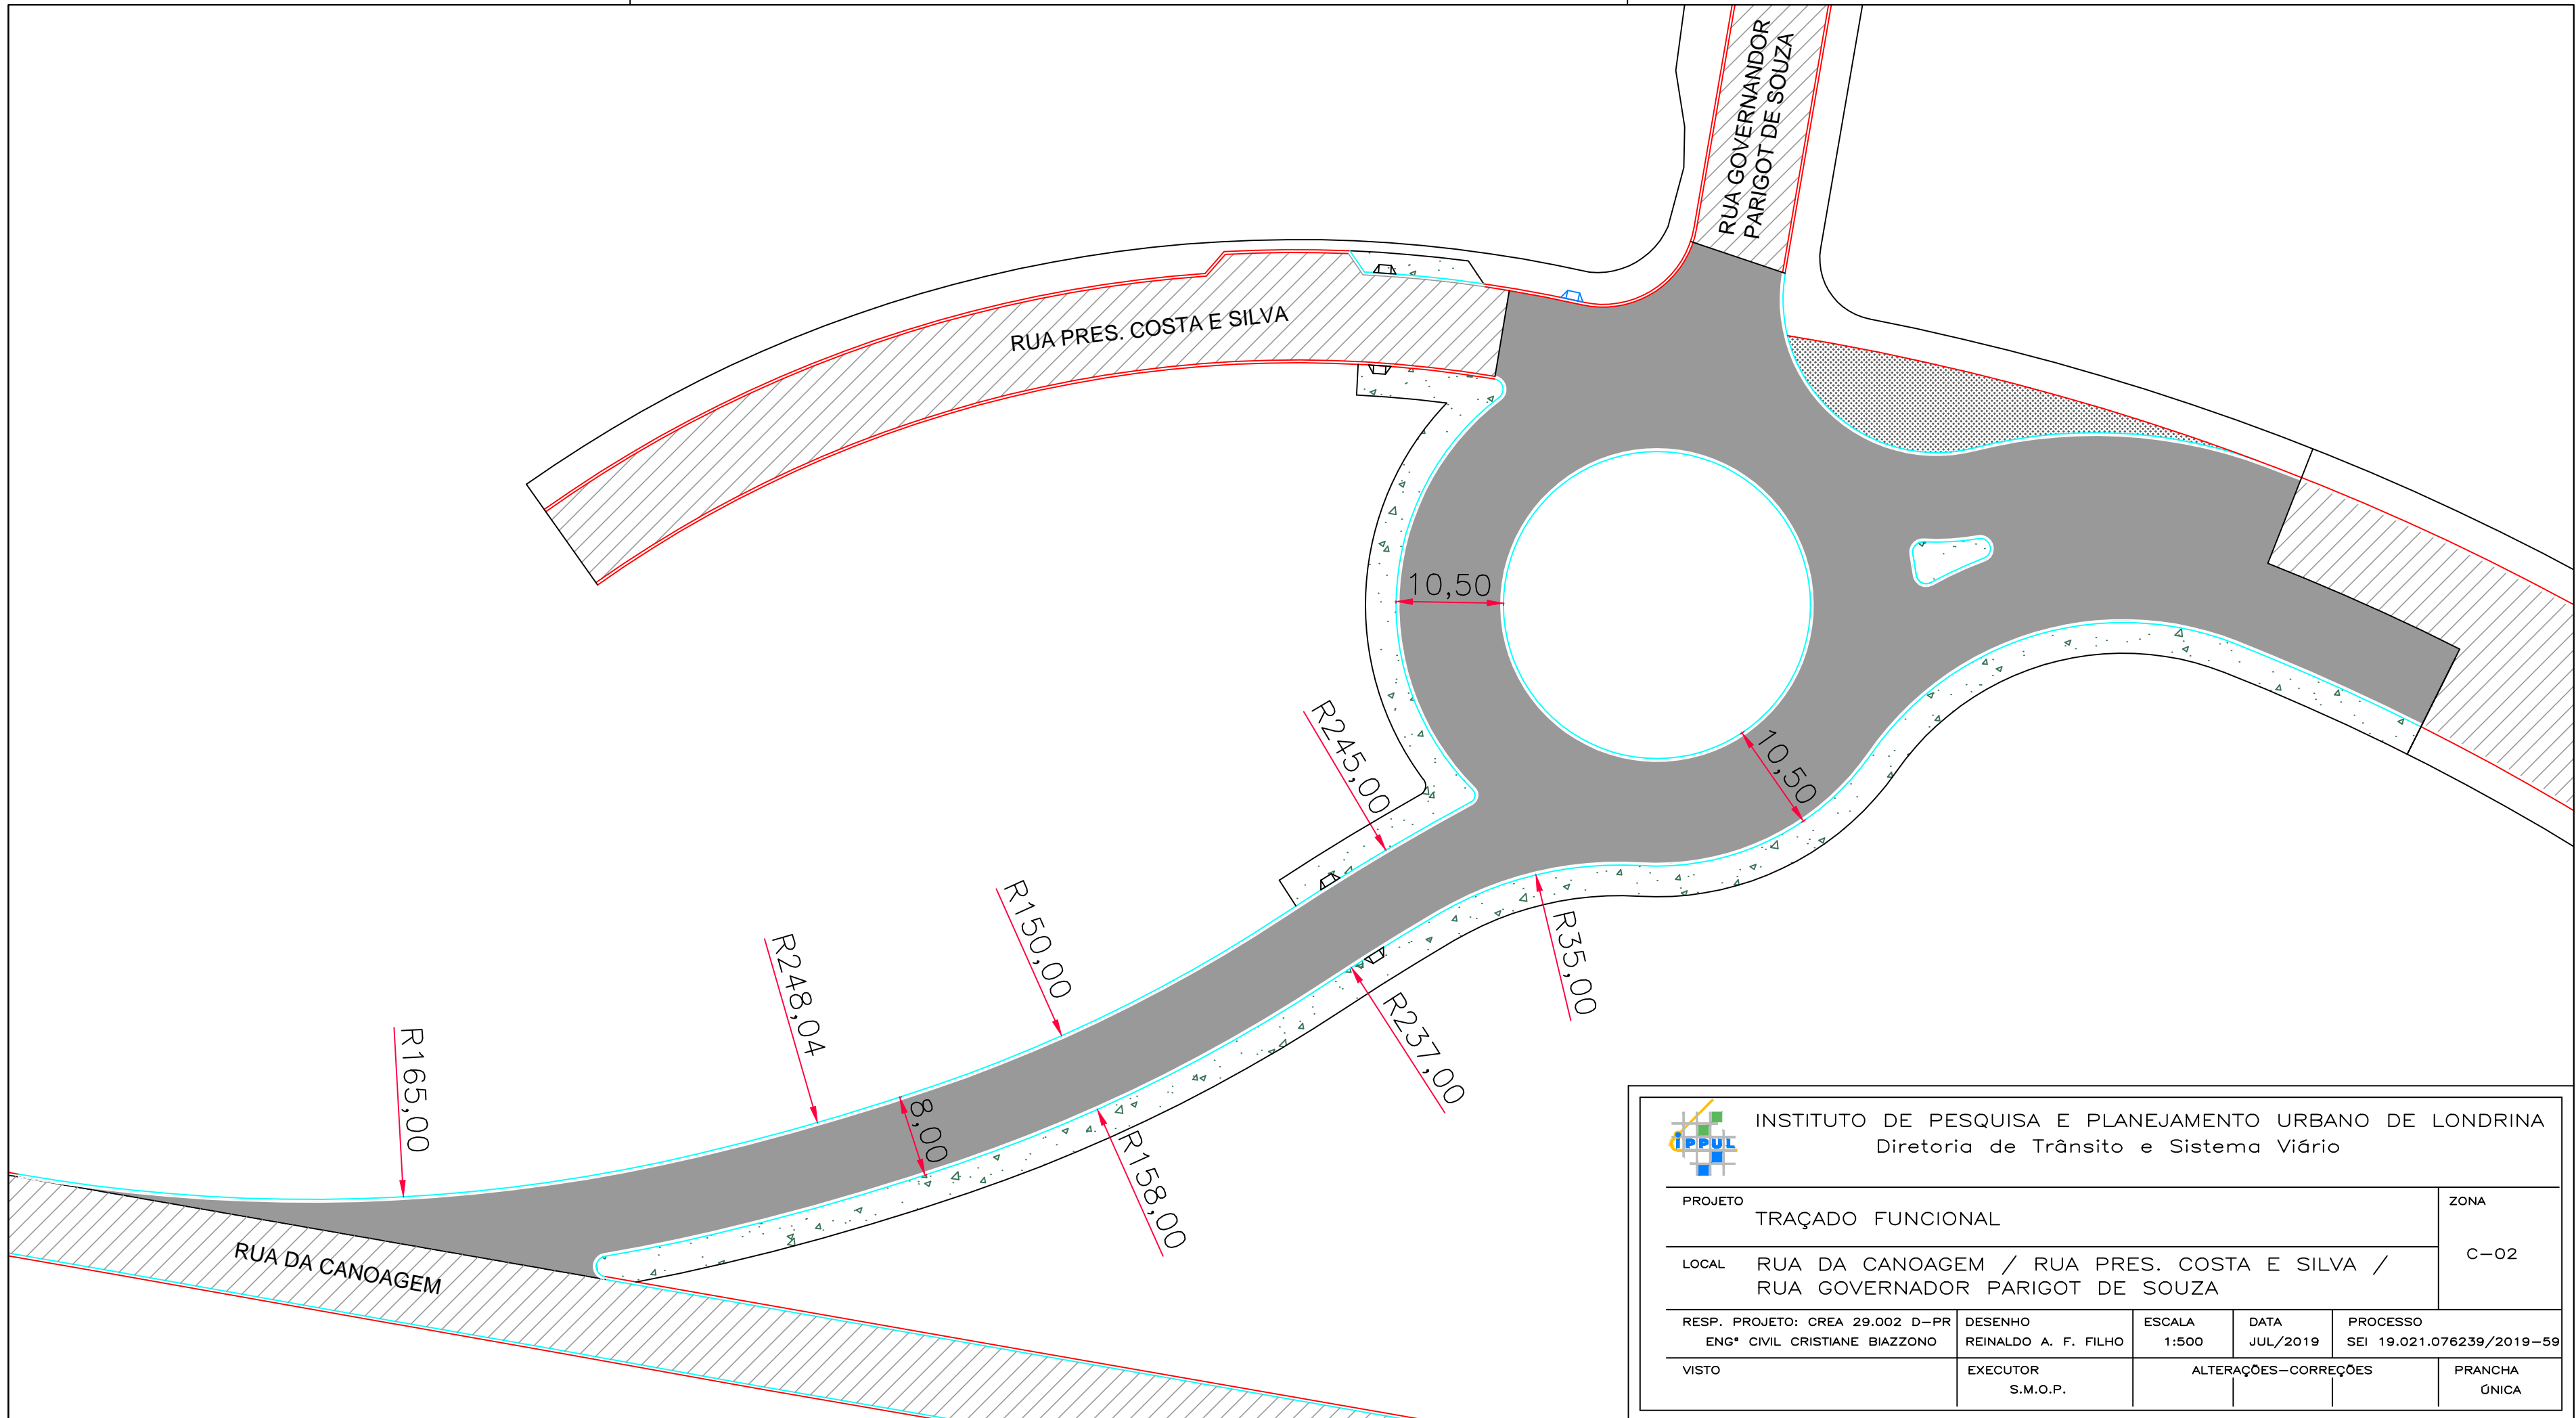 RUA GOVERNANDOR
PARIGOT DE SOUZA
RUA PRES. COSTA E SILVA
10,50
10,50
R245,00
R150,00
R248,04
R35,00
R237,00
R165,00
8,00
R158,00
RUA DA CANOAGEM
iPPUL
INSTITUTO DE PESQUISA E PLANEJAMENTO URBANO DE LONDRINA
Diretoria de Trânsito e Sistema Viário
PROJETO
TRAÇADO FUNCIONAL
ZONA
C-02
LOCAL
RUA DA CANOAGEM / RUA PRES. COSTA E SILVA /
RUA GOVERNADOR PARIGOT DE SOUZA
RESP. PROJETO: CREA 29.002 D-PR
ENGª CIVIL CRISTIANE BIAZZONO
DESENHO
REINALDO A. F. FILHO
ESCALA
1:500
DATA
JUL/2019
PROCESSO
SEI 19.021.076239/2019-59
VISTO
EXECUTOR
S.M.O.P.
ALTERAÇÕES-CORREÇÕES
PRANCHA
ÚNICA